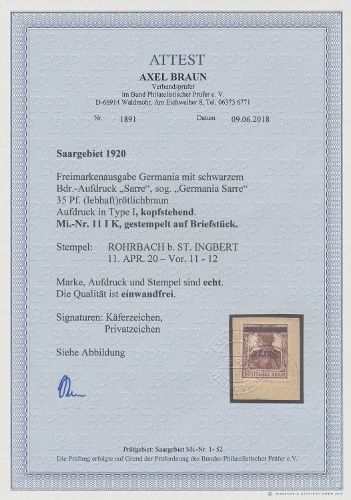 ATTEST
AXEL BRAUN
Verbandsprüfer
im Bund Philatelistischer Prüfer e. V.
D-66914 Waldmohr, Am Eichweiher 8, Tel. 06373 6771
Nr. 1891 Datum 09.06.2018
Saargebiet 1920
Freimarkenausgabe Germania mit schwarzem
Bdr.-Aufdruck „Sarre", sog. „Germania Sarre"
35 Pf. (lebhaft)rötlichbraun
Aufdruck in Type I, kopfstehend.
Mi.-Nr. 11 I K, gestempelt auf Briefstück.
Stempel: ROHRBACH b. ST. INGBERT
11. APR. 20 – Vor. 11 - 12
Marke, Aufdruck und Stempel sind echt.
Die Qualität ist einwandfrei.
Signaturen: Käferzeichen,
Privatzeichen
Siehe Abbildung
Prüfgebiet: Saargebiet Mi.-Nr. 1- 52
Die Prüfung erfolgte auf Grund der Prüfordnung des Bundes Philatelistischer Prüfer e.V.